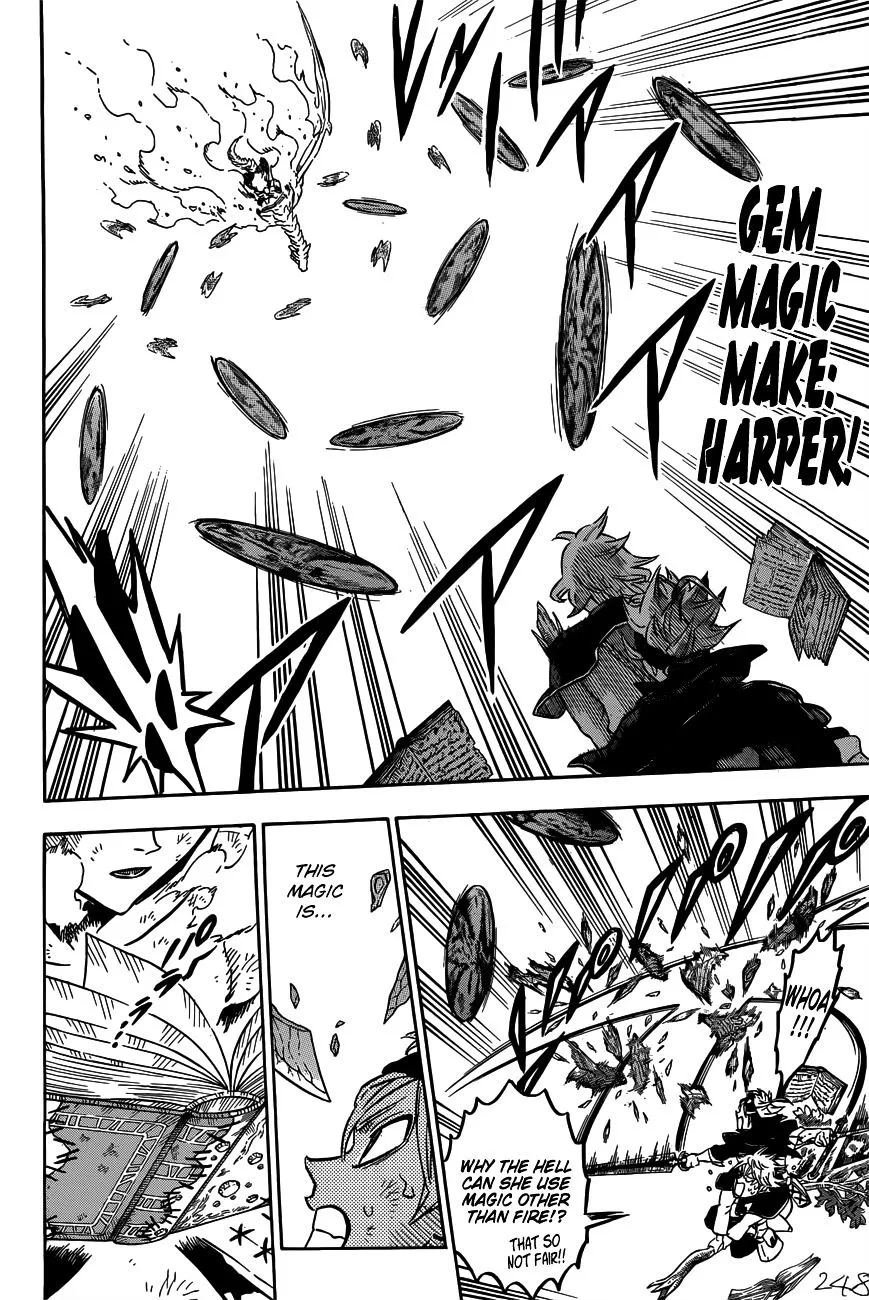 GEM
MAGIC
MAKE:
HARPER!
WHOA
!!!
WHY THE HELL
CAN SHE USE
MAGIC OTHER
THAN FIRE!?
THAT SO
NOT FAIR!!
THIS
MAGIC
IS...
248